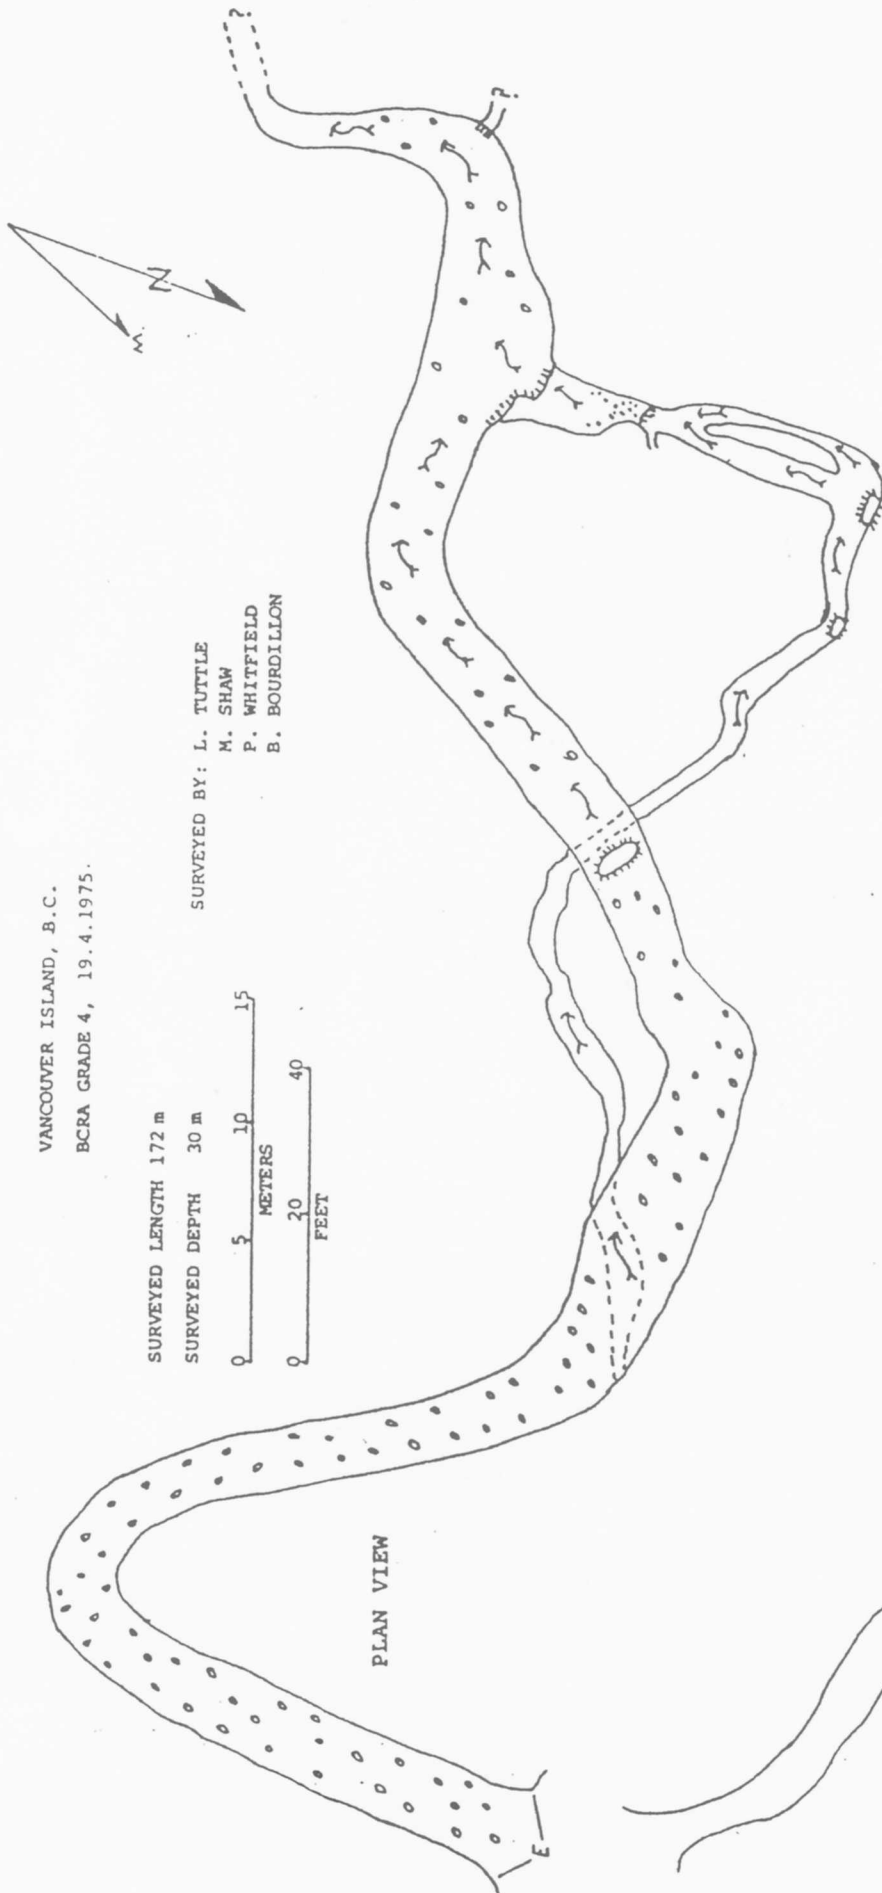 VANCOUVER ISLAND, B.C.
BCRA GRADE 4, 19.4.1975.
SURVEYED LENGTH 172 m
SURVEYED DEPTH 30 m
0 5 10 15
METERS
0 20 40
FEET
SURVEYED BY: L. TUTTLE
M. SHAW
P. WHITFIELD
B. BOURDILLON
N
M.
?
?
PLAN VIEW
E